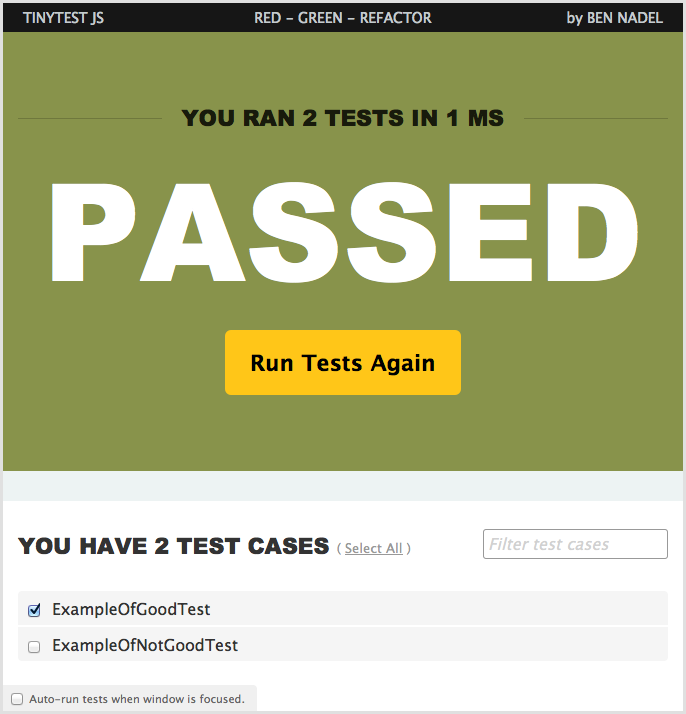 TINYTEST JS RED – GREEN – REFACTOR by BEN NADEL
YOU RAN 2 TESTS IN 1 MS
PASSED
Run Tests Again
YOU HAVE 2 TEST CASES ( Select All ) Filter test cases
ExampleOfGoodTest
ExampleOfNotGoodTest
Auto-run tests when window is focused.